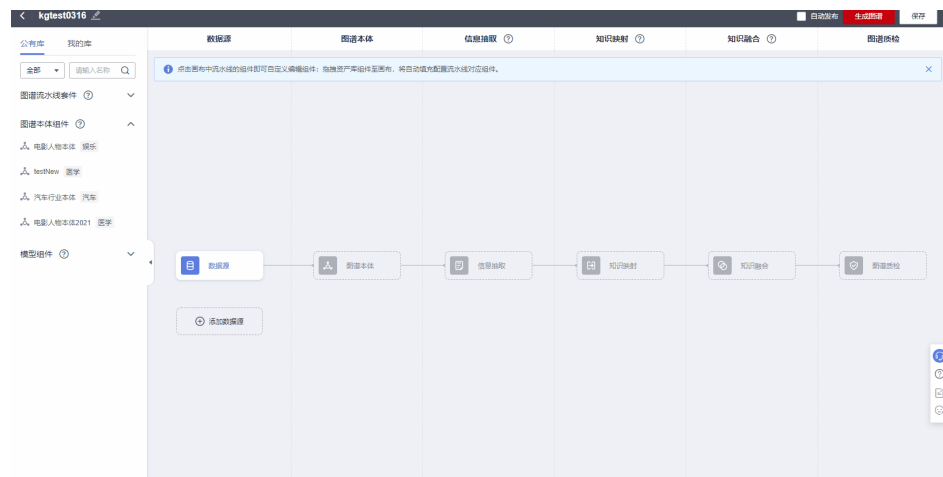 kgtest0316
自动发布 生成图谱 保存
公有库 我的库
数据源 图谱本体 信息抽取 知识映射 知识融合 图谱质检
全部 请输入名称
点击画布中流水线的组件即可自定义编辑组件；拖拽资产库组件至画布，将自动填充配置流水线对应组件。
图谱流水线套件
图谱本体组件
电影人物本体 娱乐
testNew 医学
汽车行业本体 汽车
电影人物本体2021 医学
模型组件
数据源 图谱本体 信息抽取 知识映射 知识融合 图谱质检
添加数据源